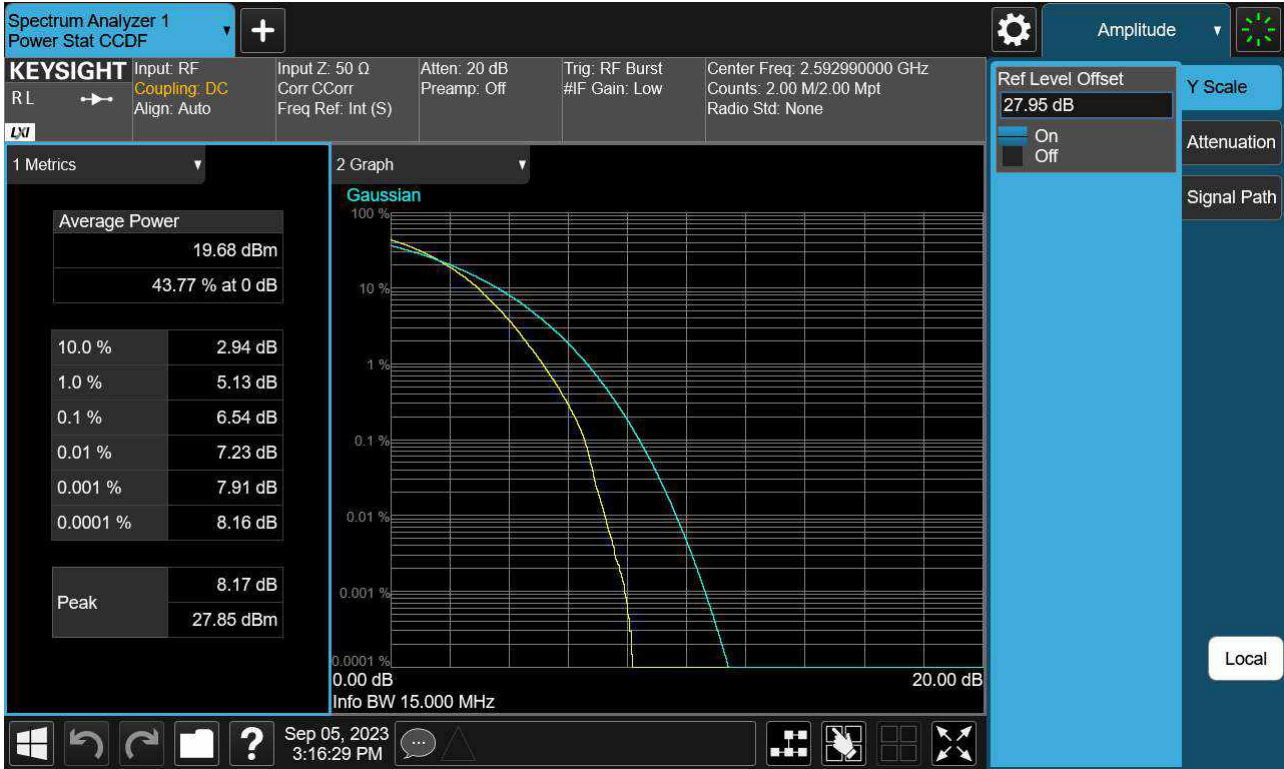 Spectrum Analyzer 1
Power Stat CCDF
+
Amplitude
KEYSIGHT
R L
LXI
Input: RF
Coupling: DC
Align: Auto
Input Z: 50 Ω
Corr CCorr
Freq Ref: Int (S)
Atten: 20 dB
Preamp: Off
Trig: RF Burst
#IF Gain: Low
Center Freq: 2.592990000 GHz
Counts: 2.00 M/2.00 Mpt
Radio Std: None
Ref Level Offset
27.95 dB
On
Off
Y Scale
Attenuation
Signal Path
Local
1 Metrics
Average Power
19.68 dBm
43.77 % at 0 dB
10.0 % 2.94 dB
1.0 % 5.13 dB
0.1 % 6.54 dB
0.01 % 7.23 dB
0.001 % 7.91 dB
0.0001 % 8.16 dB
Peak
8.17 dB
27.85 dBm
2 Graph
Gaussian
100 %
10 %
1 %
0.1 %
0.01 %
0.001 %
0.0001 %
0.00 dB 20.00 dB
Info BW 15.000 MHz
?
Sep 05, 2023
3:16:29 PM